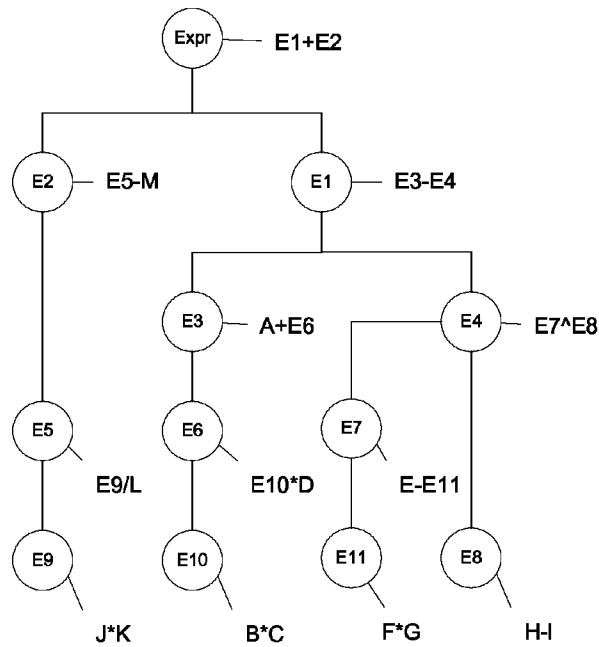 Expr E1+E2
E2 E5-M E1 E3-E4
E3 A+E6 E4 E7^E8
E5 E6 E7
E9/L E10*D E-E11
E9 E10 E11 E8
J*K B*C F*G H-I